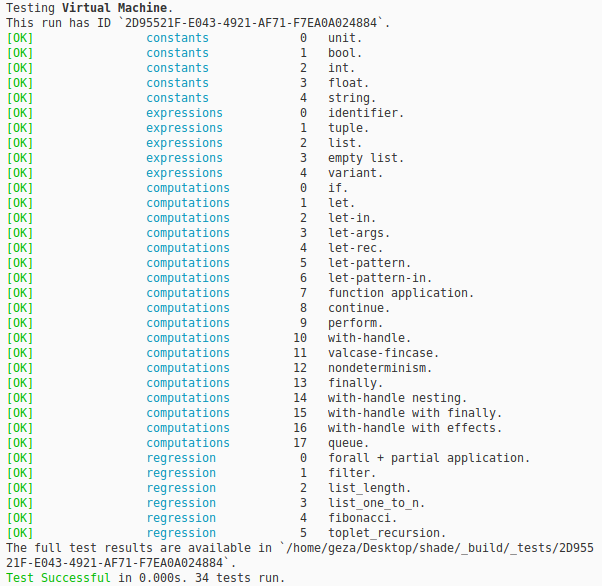 Testing Virtual Machine.
This run has ID `2D95521F-E043-4921-AF71-F7EA0A024884`.
[OK] constants 0 unit.
[OK] constants 1 bool.
[OK] constants 2 int.
[OK] constants 3 float.
[OK] constants 4 string.
[OK] expressions 0 identifier.
[OK] expressions 1 tuple.
[OK] expressions 2 list.
[OK] expressions 3 empty list.
[OK] expressions 4 variant.
[OK] computations 0 if.
[OK] computations 1 let.
[OK] computations 2 let-in.
[OK] computations 3 let-args.
[OK] computations 4 let-rec.
[OK] computations 5 let-pattern.
[OK] computations 6 let-pattern-in.
[OK] computations 7 function application.
[OK] computations 8 continue.
[OK] computations 9 perform.
[OK] computations 10 with-handle.
[OK] computations 11 valcase-fincase.
[OK] computations 12 nondeterminism.
[OK] computations 13 finally.
[OK] computations 14 with-handle nesting.
[OK] computations 15 with-handle with finally.
[OK] computations 16 with-handle with effects.
[OK] computations 17 queue.
[OK] regression 0 forall + partial application.
[OK] regression 1 filter.
[OK] regression 2 list_length.
[OK] regression 3 list_one_to_n.
[OK] regression 4 fibonacci.
[OK] regression 5 toplet_recursion.
The full test results are available in `/home/geza/Desktop/shade/_build/_tests/2D955
21F-E043-4921-AF71-F7EA0A024884`.
Test Successful in 0.000s. 34 tests run.